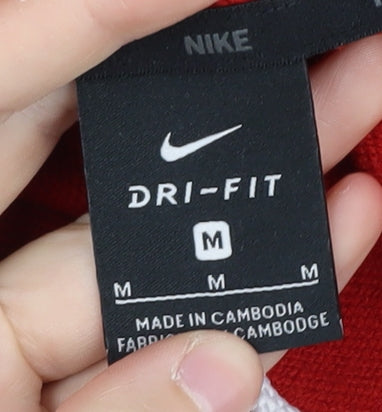 NIKE
DRI-FIT
M
M M M
MADE IN CAMBODIA
CAMBODGE